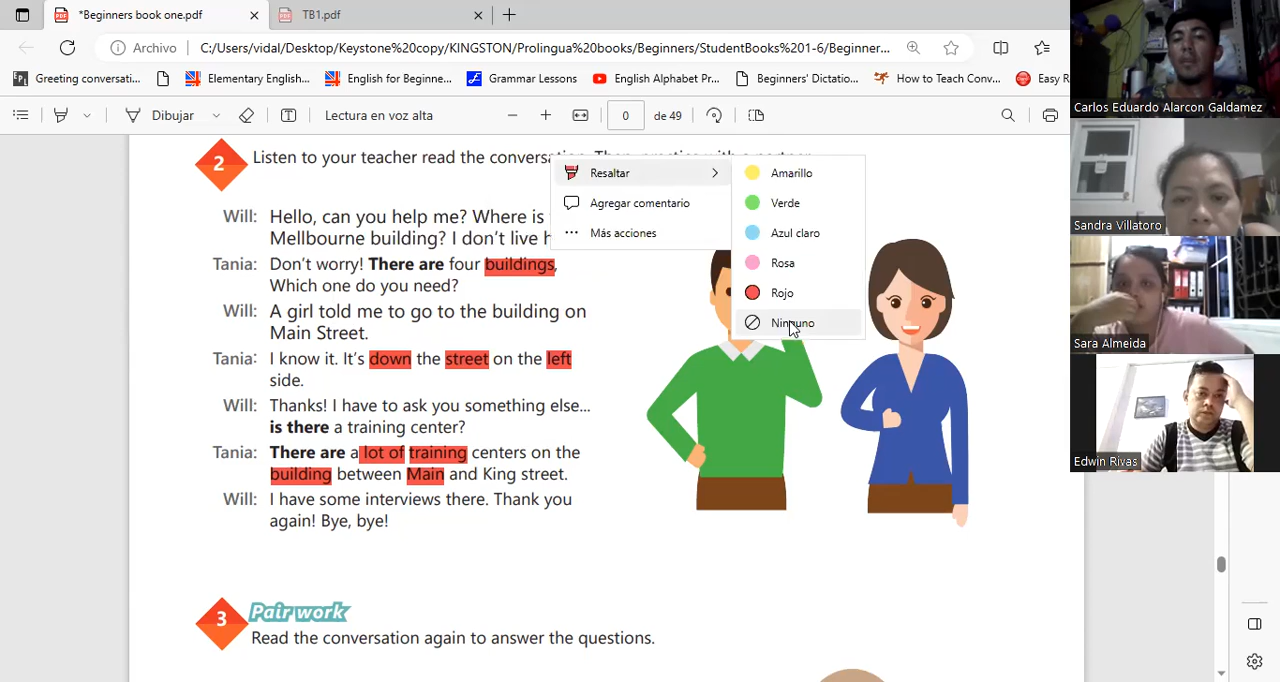 *Beginners book one.pdf
TB1.pdf
Archivo
C:/Users/vidal/Desktop/Keystone%20copy/KINGSTON/Prolingua%20books/Beginners/StudentBooks%201-6/Beginner...
Greeting conversati...
Elementary English...
English for Beginne...
Grammar Lessons
English Alphabet Pr...
Beginners' Dictatio...
How to Teach Conv...
Easy R
Dibujar
Lectura en voz alta
0 de 49
2 Listen to your teacher read the conversation. Then, practice with a partner.
Will: Hello, can you help me? Where is
Mellbourne building? I don't live h
Tania: Don't worry! There are four buildings,
Which one do you need?
Will: A girl told me to go to the building on
Main Street.
Tania: I know it. It's down the street on the left
side.
Will: Thanks! I have to ask you something else...
is there a training center?
Tania: There are a lot of training centers on the
building between Main and King street.
Will: I have some interviews there. Thank you
again! Bye, bye!
3 Pair work
Read the conversation again to answer the questions.
Resaltar
Agregar comentario
Más acciones
Amarillo
Verde
Azul claro
Rosa
Rojo
Ninguno
Carlos Eduardo Alarcon Galdamez
Sandra Villatoro
Sara Almeida
Edwin Rivas